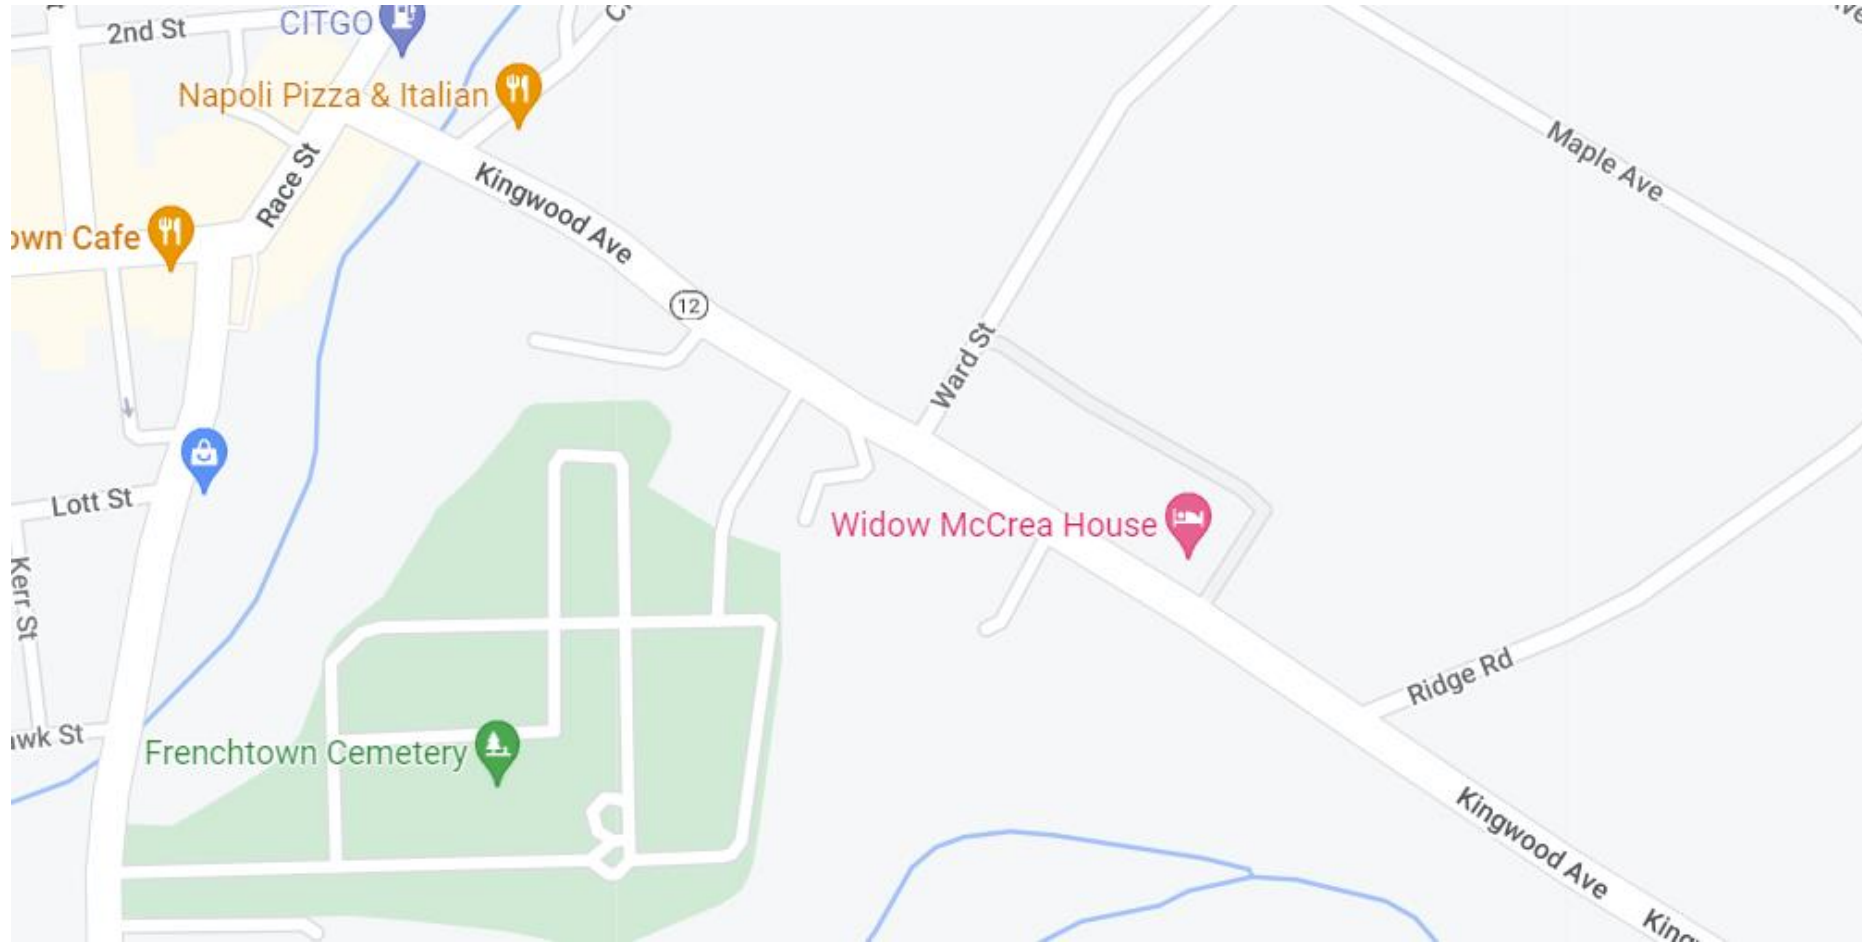 2nd St
CITGO
Napoli Pizza & Italian
Race St
Kingwood Ave
Maple Ave
own Cafe
12
Ward St
Lott St
Widow McCrea House
Kerr St
Ridge Rd
awk St
Frenchtown Cemetery
Kingwood Ave